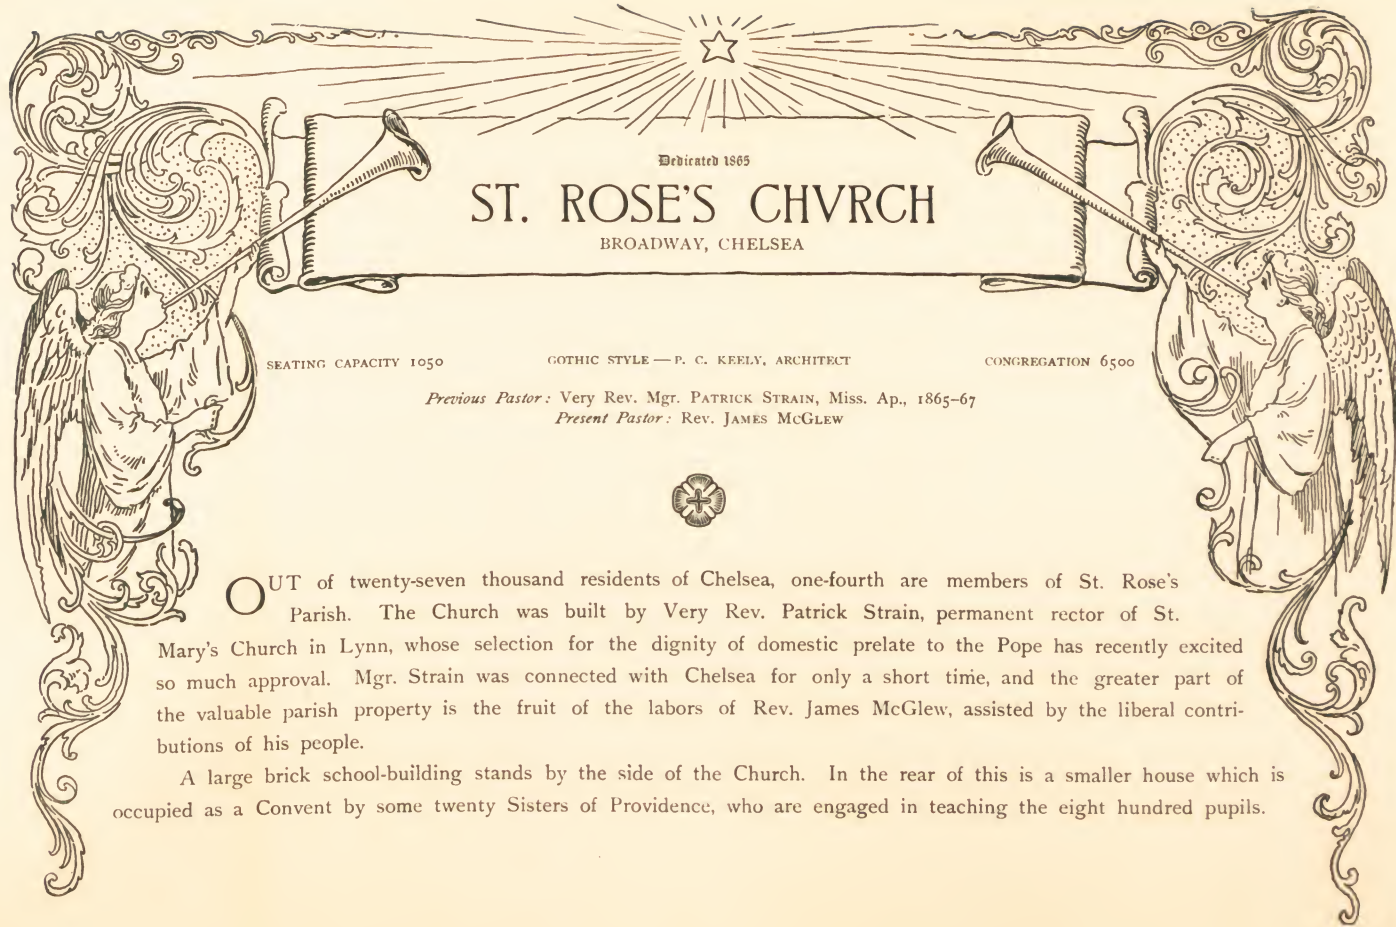 Dedicated 1865
ST. ROSE'S CHVRCH
BROADWAY, CHELSEA
SEATING CAPACITY 1050 GOTHIC STYLE — P. C. KEELY, ARCHITECT CONGREGATION 6500
Previous Pastor: Very Rev. Mgr. PATRICK STRAIN, Miss. Ap., 1865–67
Present Pastor: Rev. JAMES MCGLEW
OUT of twenty-seven thousand residents of Chelsea, one-fourth are members of St. Rose's
Parish. The Church was built by Very Rev. Patrick Strain, permanent rector of St.
Mary's Church in Lynn, whose selection for the dignity of domestic prelate to the Pope has recently excited
so much approval. Mgr. Strain was connected with Chelsea for only a short time, and the greater part of
the valuable parish property is the fruit of the labors of Rev. James McGlew, assisted by the liberal contri-
butions of his people.
A large brick school-building stands by the side of the Church. In the rear of this is a smaller house which is
occupied as a Convent by some twenty Sisters of Providence, who are engaged in teaching the eight hundred pupils.